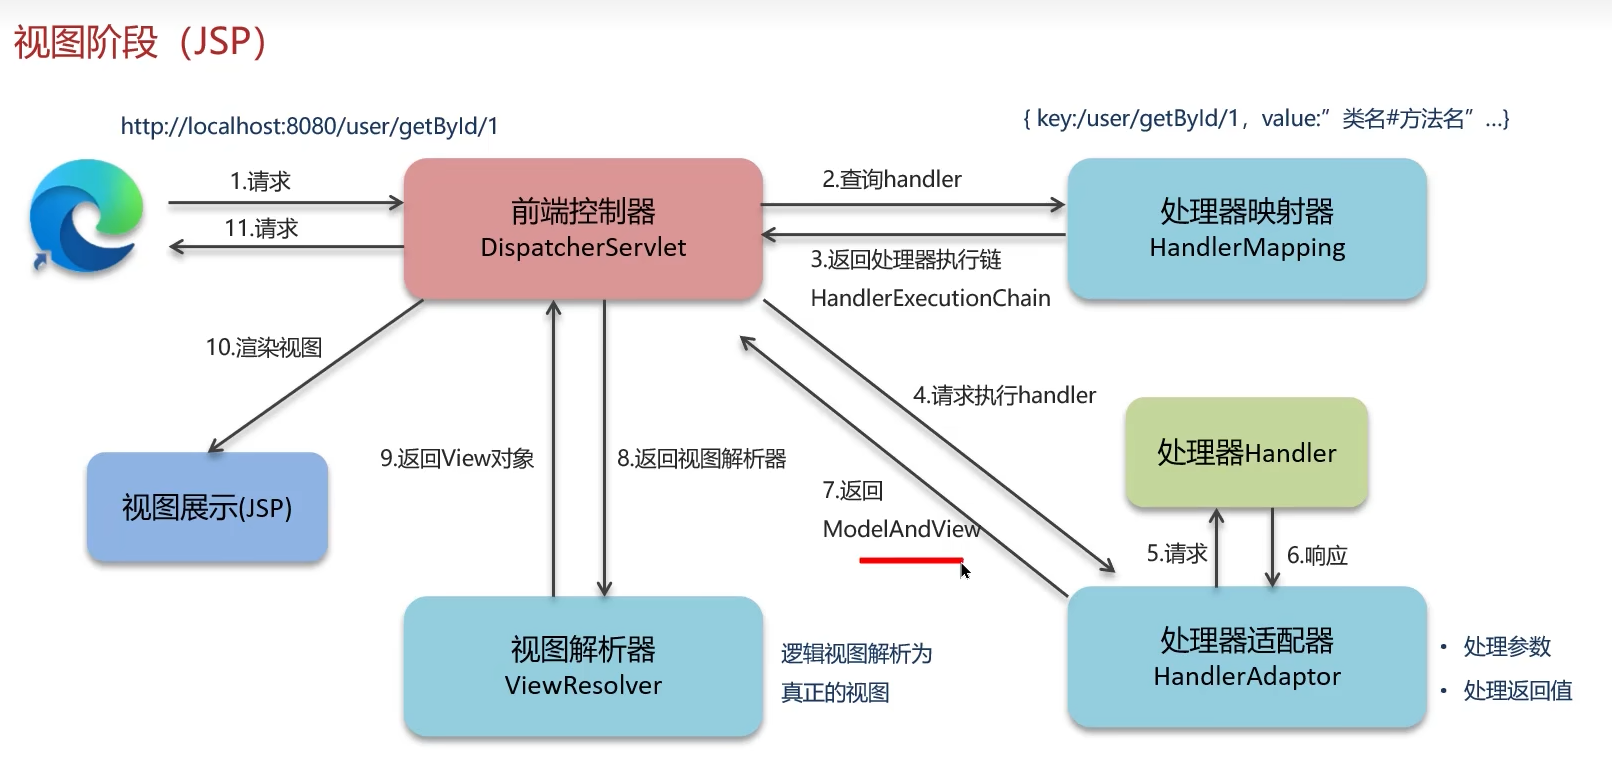 视图阶段（JSP）
http://localhost:8080/user/getById/1
{ key:/user/getById/1，value:”类名#方法名”...}
1.请求
11.请求
前端控制器
DispatcherServlet
2.查询handler
3.返回处理器执行链
HandlerExecutionChain
处理器映射器
HandlerMapping
10.渲染视图
4.请求执行handler
9.返回View对象
8.返回视图解析器
7.返回
ModelAndView
处理器Handler
视图展示(JSP)
5.请求
6.响应
视图解析器
ViewResolver
逻辑视图解析为
真正的视图
处理器适配器
HandlerAdaptor
• 处理参数
• 处理返回值